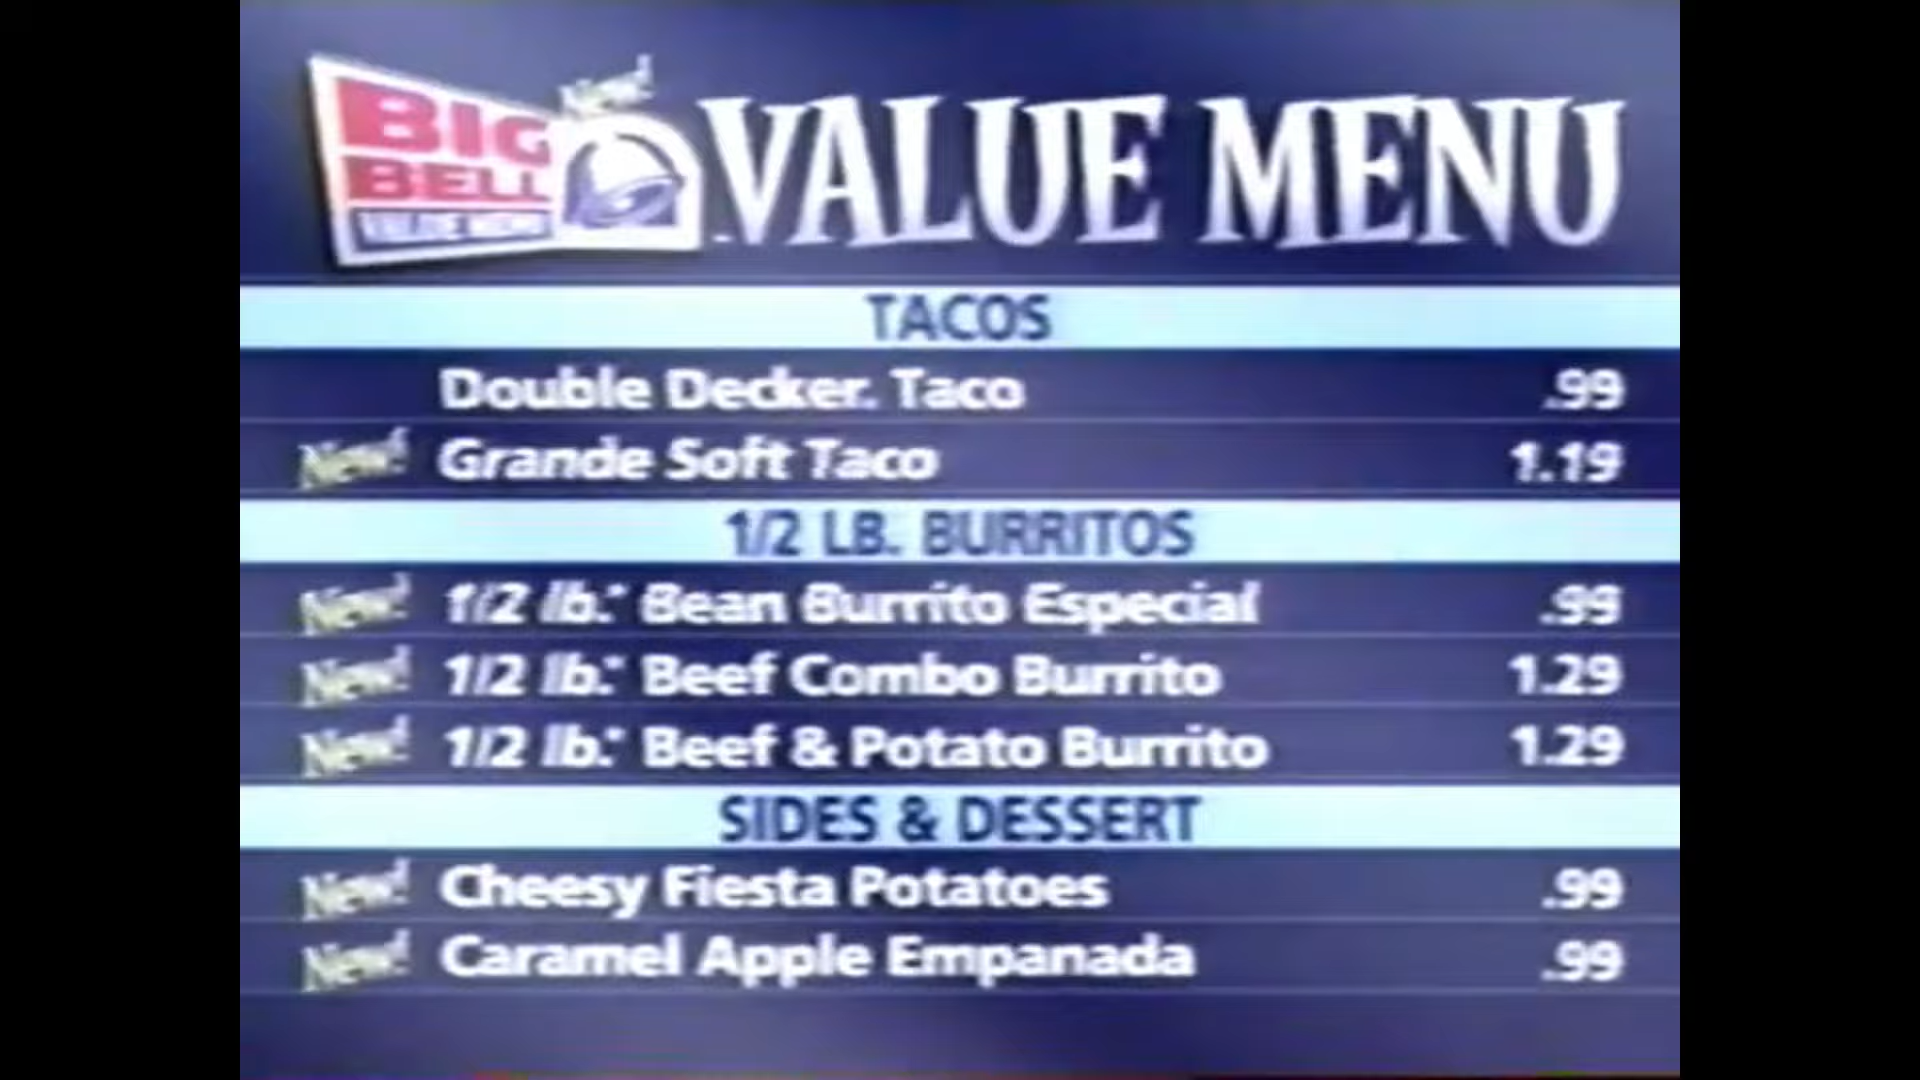 New!
BIG
BELL
VALUE MENU
VALUE MENU
TACOS
Double Decker. Taco .99
New! Grande Soft Taco 1.19
1/2 LB. BURRITOS
New! 1/2 lb.* Bean Burrito Especial .99
New! 1/2 lb.* Beef Combo Burrito 1.29
New! 1/2 lb.* Beef & Potato Burrito 1.29
SIDES & DESSERT
New! Cheesy Fiesta Potatoes .99
New! Caramel Apple Empanada .99